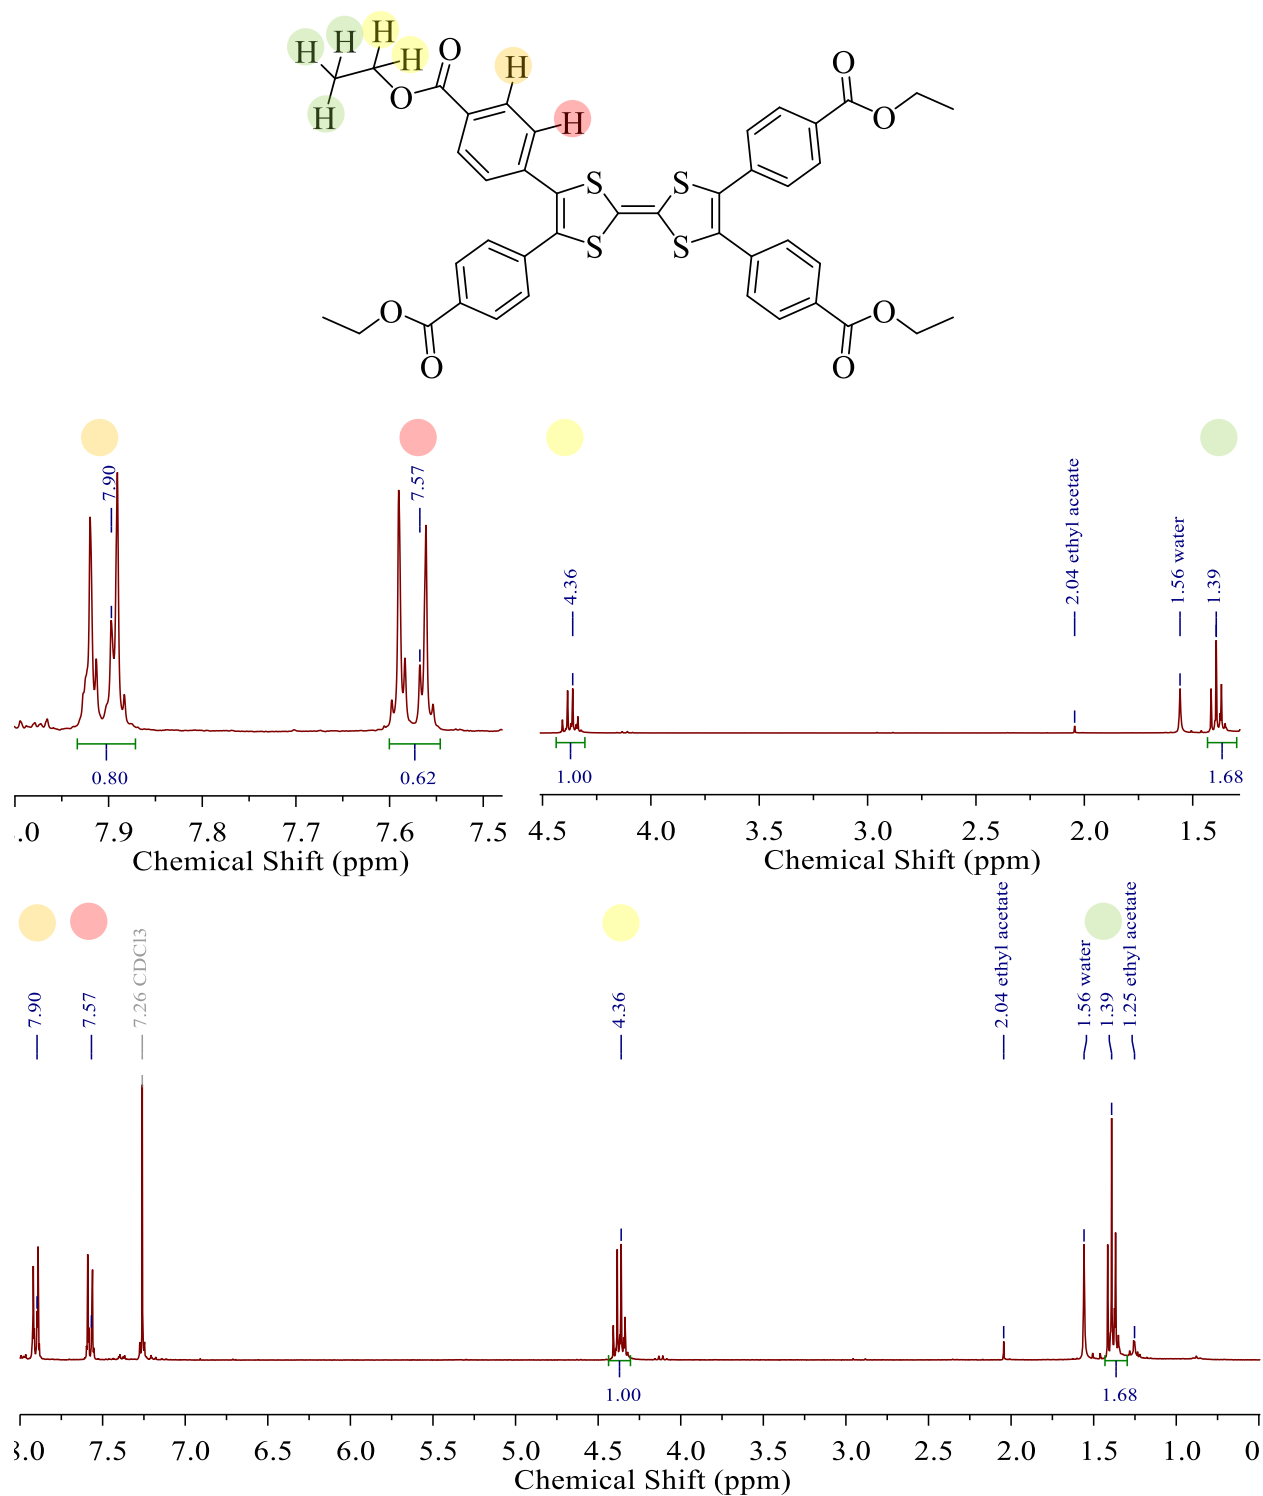 H H H H O H H O
O O
S S S S
O O
O O
O O
7.90 7.57
0.80 0.62
.0 7.9 7.8 7.7 7.6 7.5
Chemical Shift (ppm)
4.36 2.04 ethyl acetate 1.56 water 1.39
1.00 1.68
4.5 4.0 3.5 3.0 2.5 2.0 1.5
Chemical Shift (ppm)
7.90 7.57 7.26 CDCl3 4.36 2.04 ethyl acetate 1.56 water 1.39 1.25 ethyl acetate
1.00 1.68
8.0 7.5 7.0 6.5 6.0 5.5 5.0 4.5 4.0 3.5 3.0 2.5 2.0 1.5 1.0 0
Chemical Shift (ppm)